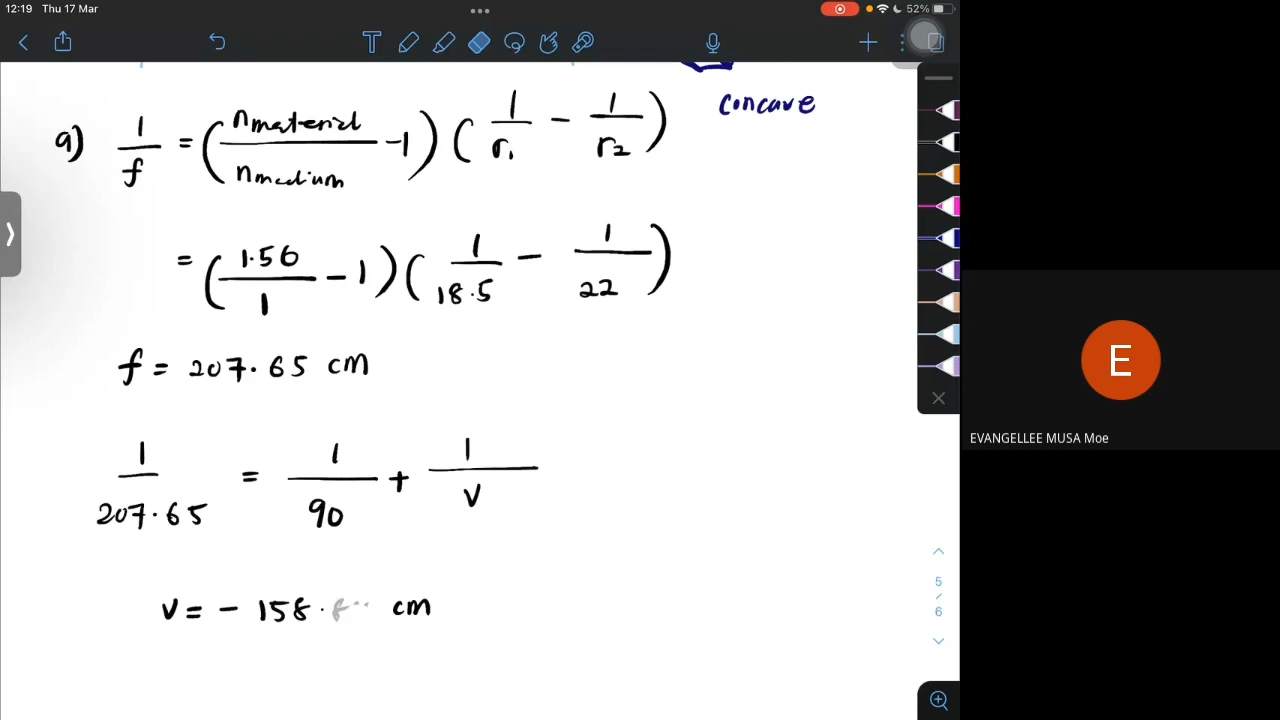 12:19 Thu 17 Mar
52%
T
concave
a) 1/f = (nmaterial/nmedium - 1) (1/r1 - 1/r2)
= (1.56/1 - 1) (1/18.5 - 1/22)
f = 207.65 cm
1/207.65 = 1/90 + 1/v
v = - 158. cm
5
/
6
E
EVANGELLEE MUSA Moe